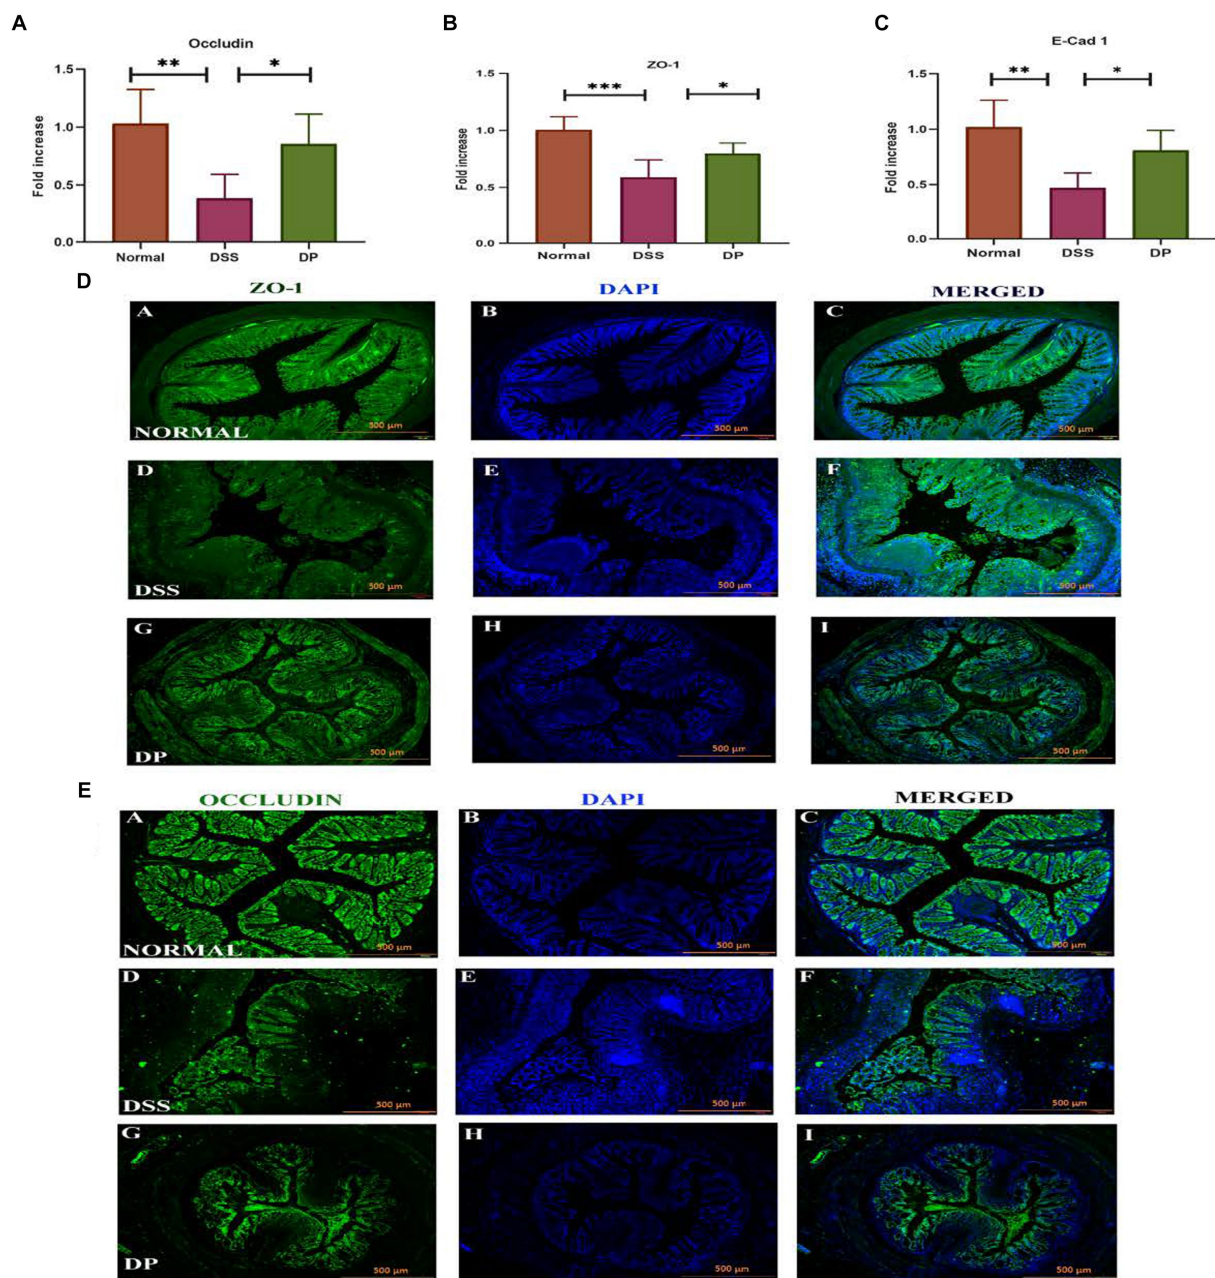 A
B
C
Occludin
ZO-1
E-Cad 1
** *
*** *
** *
Fold increase
1.5
1.0
0.5
0.0
Normal DSS DP
Fold increase
1.5
1.0
0.5
0.0
Normal DSS DP
Fold increase
1.5
1.0
0.5
0.0
Normal DSS DP
D
ZO-1 DAPI MERGED
A B C
NORMAL 500 µm 500 µm 500 µm
D E F
DSS 500 µm 500 µm 500 µm
G H I
DP 500 µm 500 µm 500 µm
E
OCCLUDIN DAPI MERGED
A B C
NORMAL 500 µm 500 µm 500 µm
D E F
DSS 500 µm 500 µm 500 µm
G H I
DP 500 µm 500 µm 500 µm